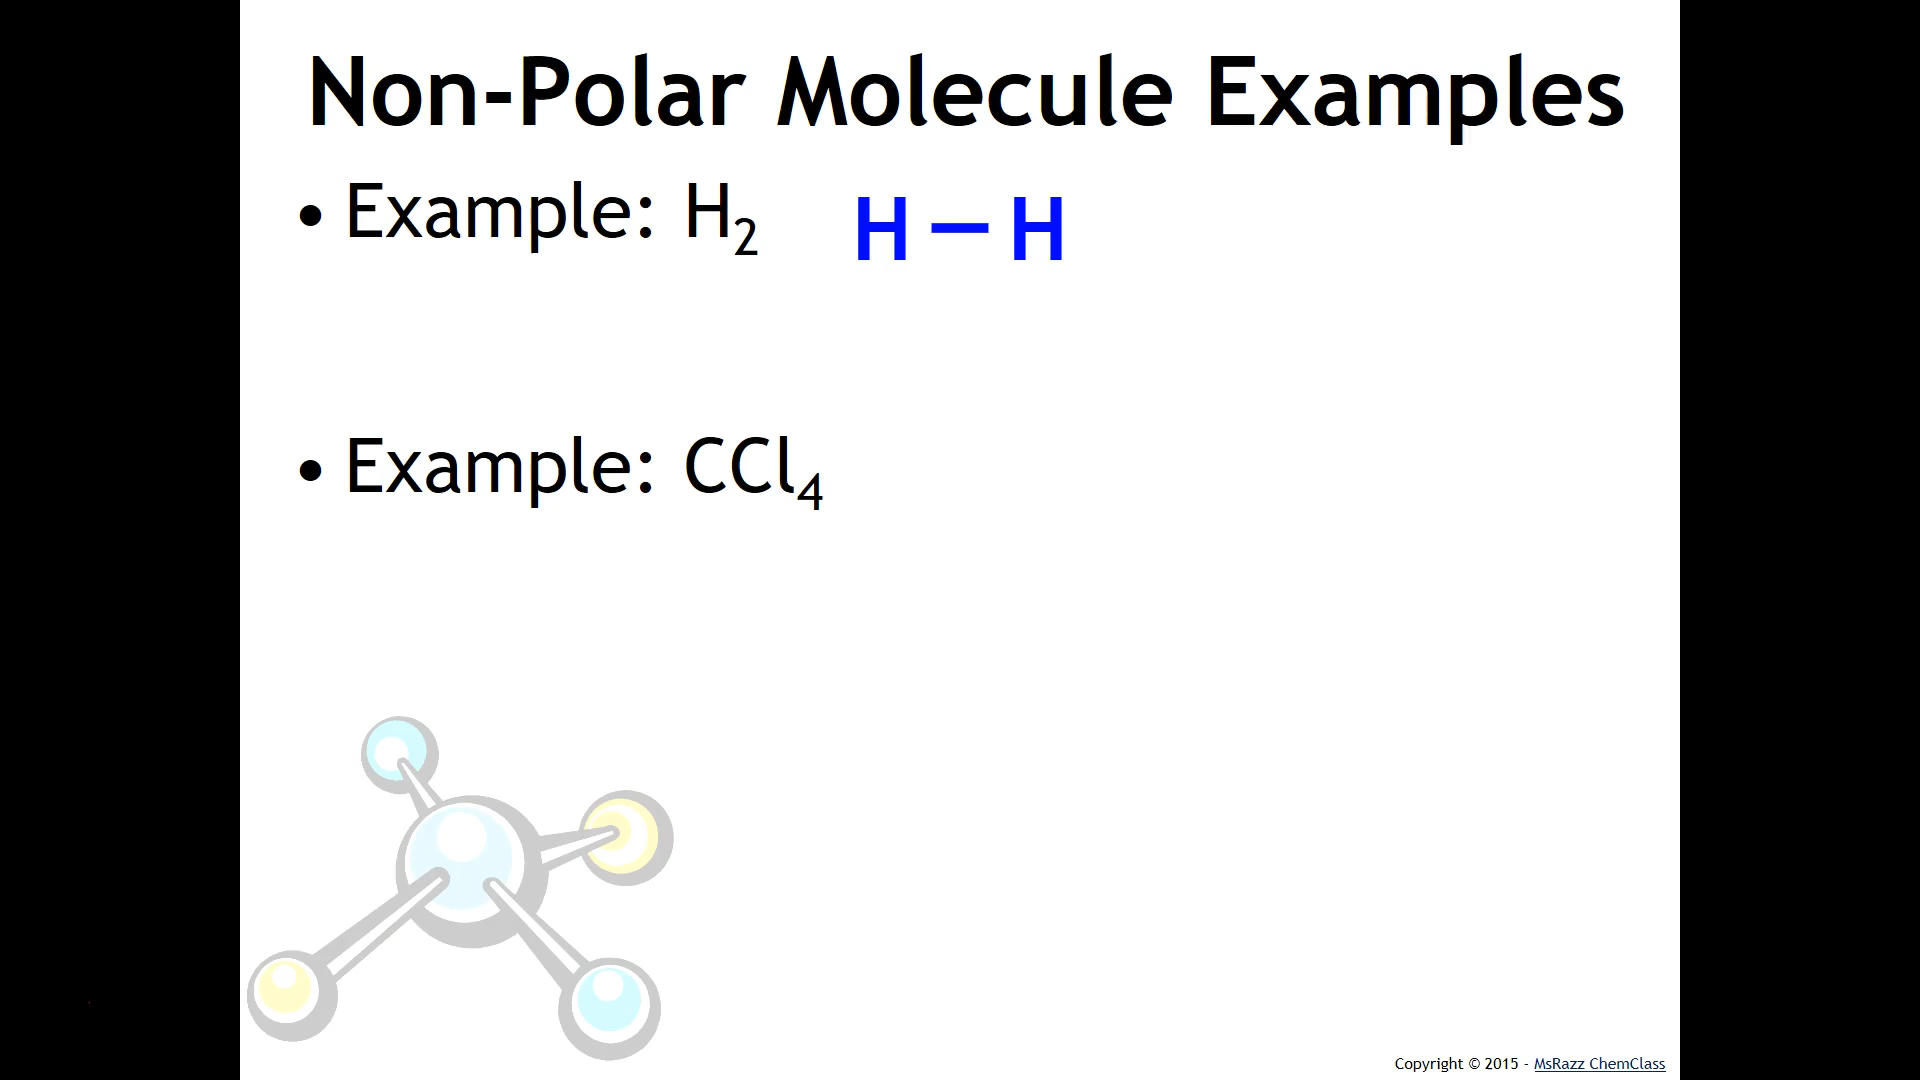 Non-Polar Molecule Examples
• Example: H₂ H — H
• Example: CCl₄
Copyright © 2015 - MsRazz ChemClass